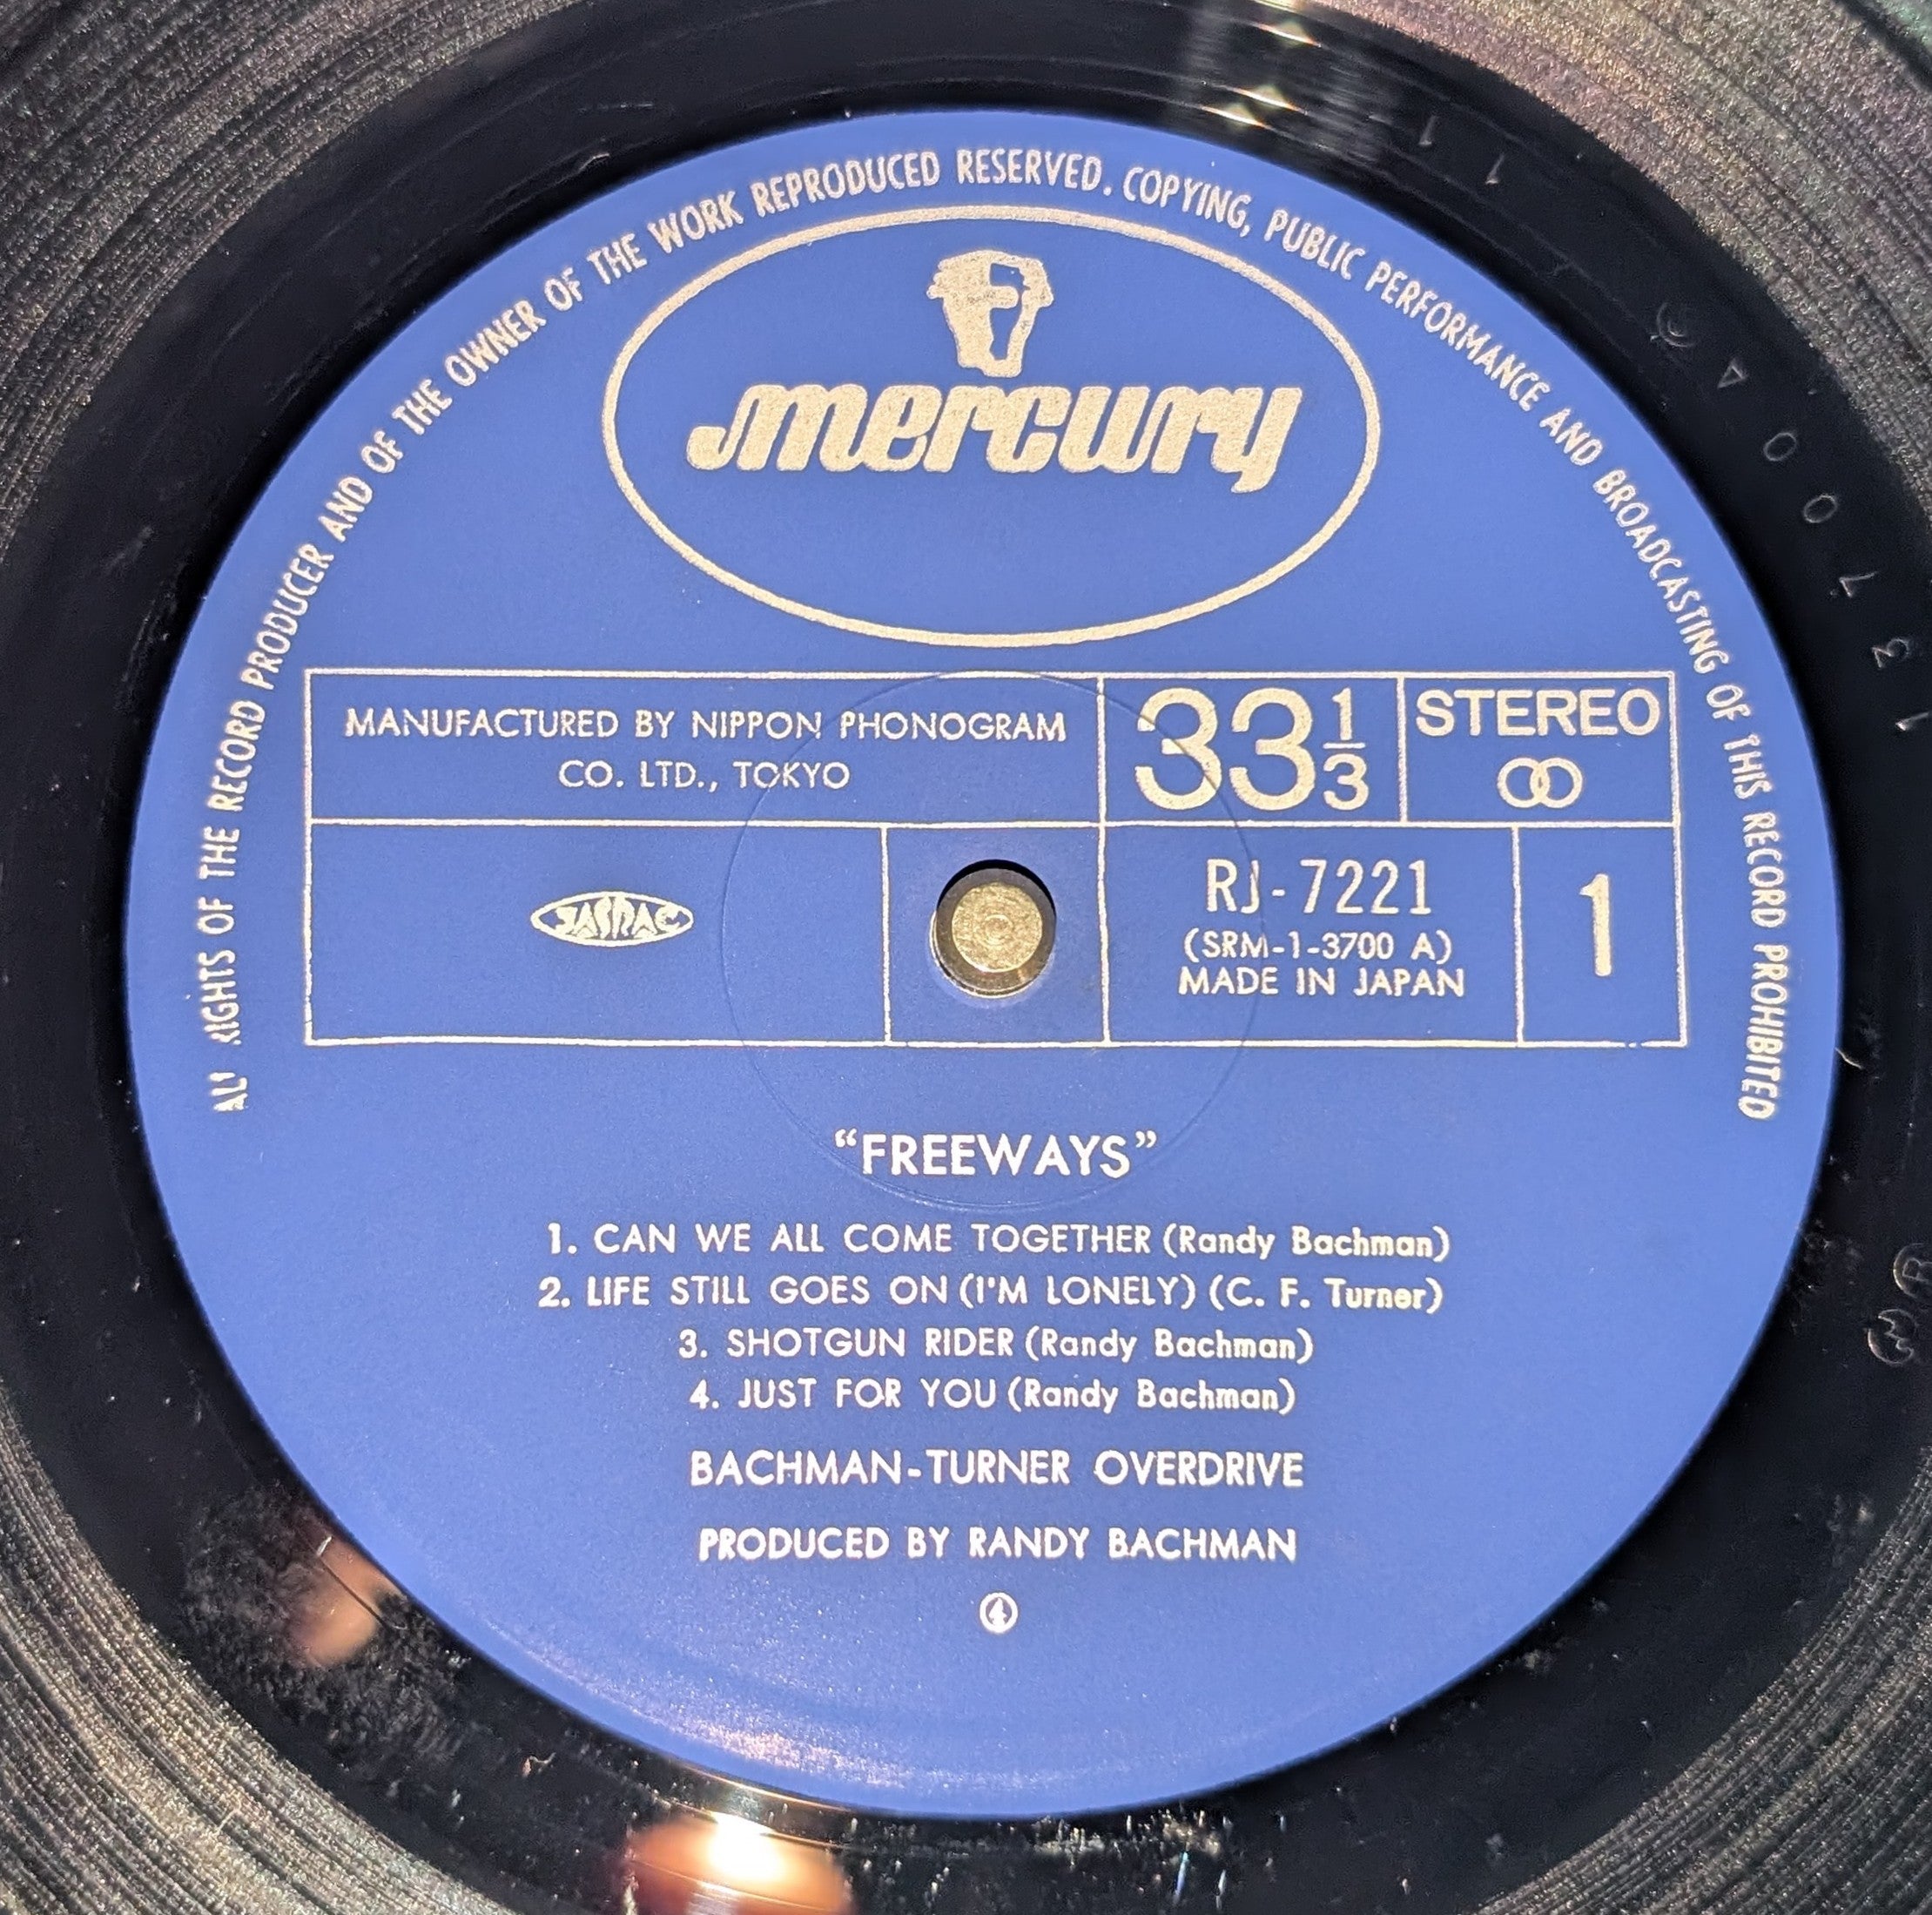 ALL RIGHTS OF THE RECORD PRODUCER AND OF THE OWNER OF THE WORK REPRODUCED RESERVED. COPYING, PUBLIC PERFORMANCE AND BROADCASTING OF THIS RECORD PROHIBITED
mercury
MANUFACTURED BY NIPPON PHONOGRAM
CO. LTD., TOKYO
33 1/3
STEREO
JASRAC
RJ-7221
(SRM-1-3700 A)
MADE IN JAPAN
1
“FREEWAYS”
1. CAN WE ALL COME TOGETHER (Randy Bachman)
2. LIFE STILL GOES ON (I'M LONELY) (C. F. Turner)
3. SHOTGUN RIDER (Randy Bachman)
4. JUST FOR YOU (Randy Bachman)
BACHMAN-TURNER OVERDRIVE
PRODUCED BY RANDY BACHMAN
4